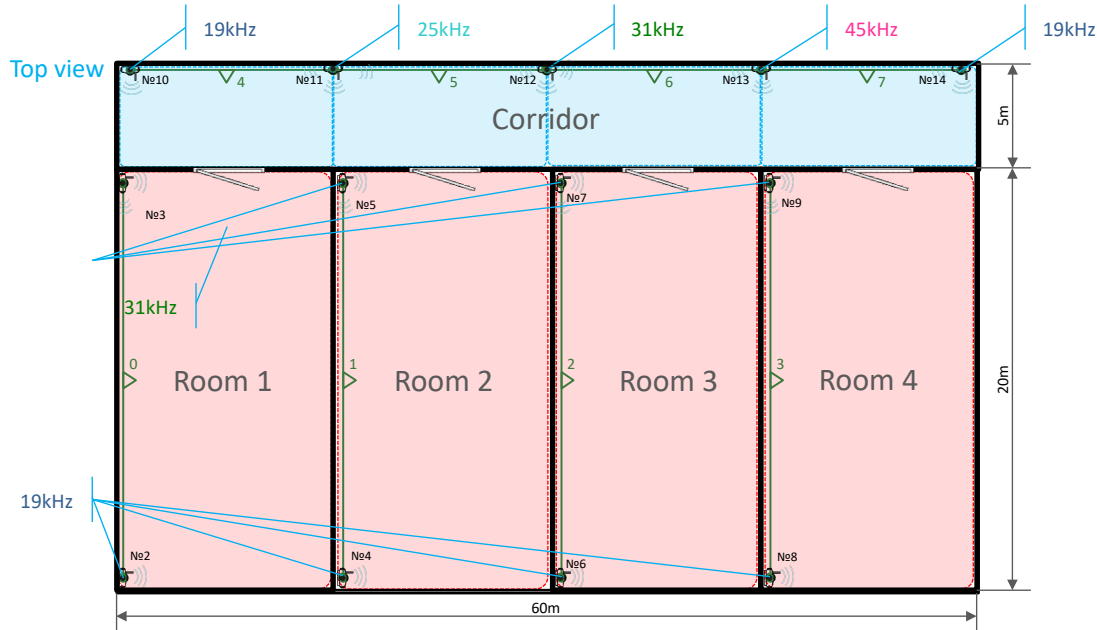 19kHz
25kHz
31kHz
45kHz
19kHz
Top view
№10
4
№11
5
№12
6
№13
7
№14
Corridor
5m
№3
№5
№7
№9
31kHz
0
1
2
3
Room 1
Room 2
Room 3
Room 4
20m
19kHz
№2
№4
№6
№8
60m